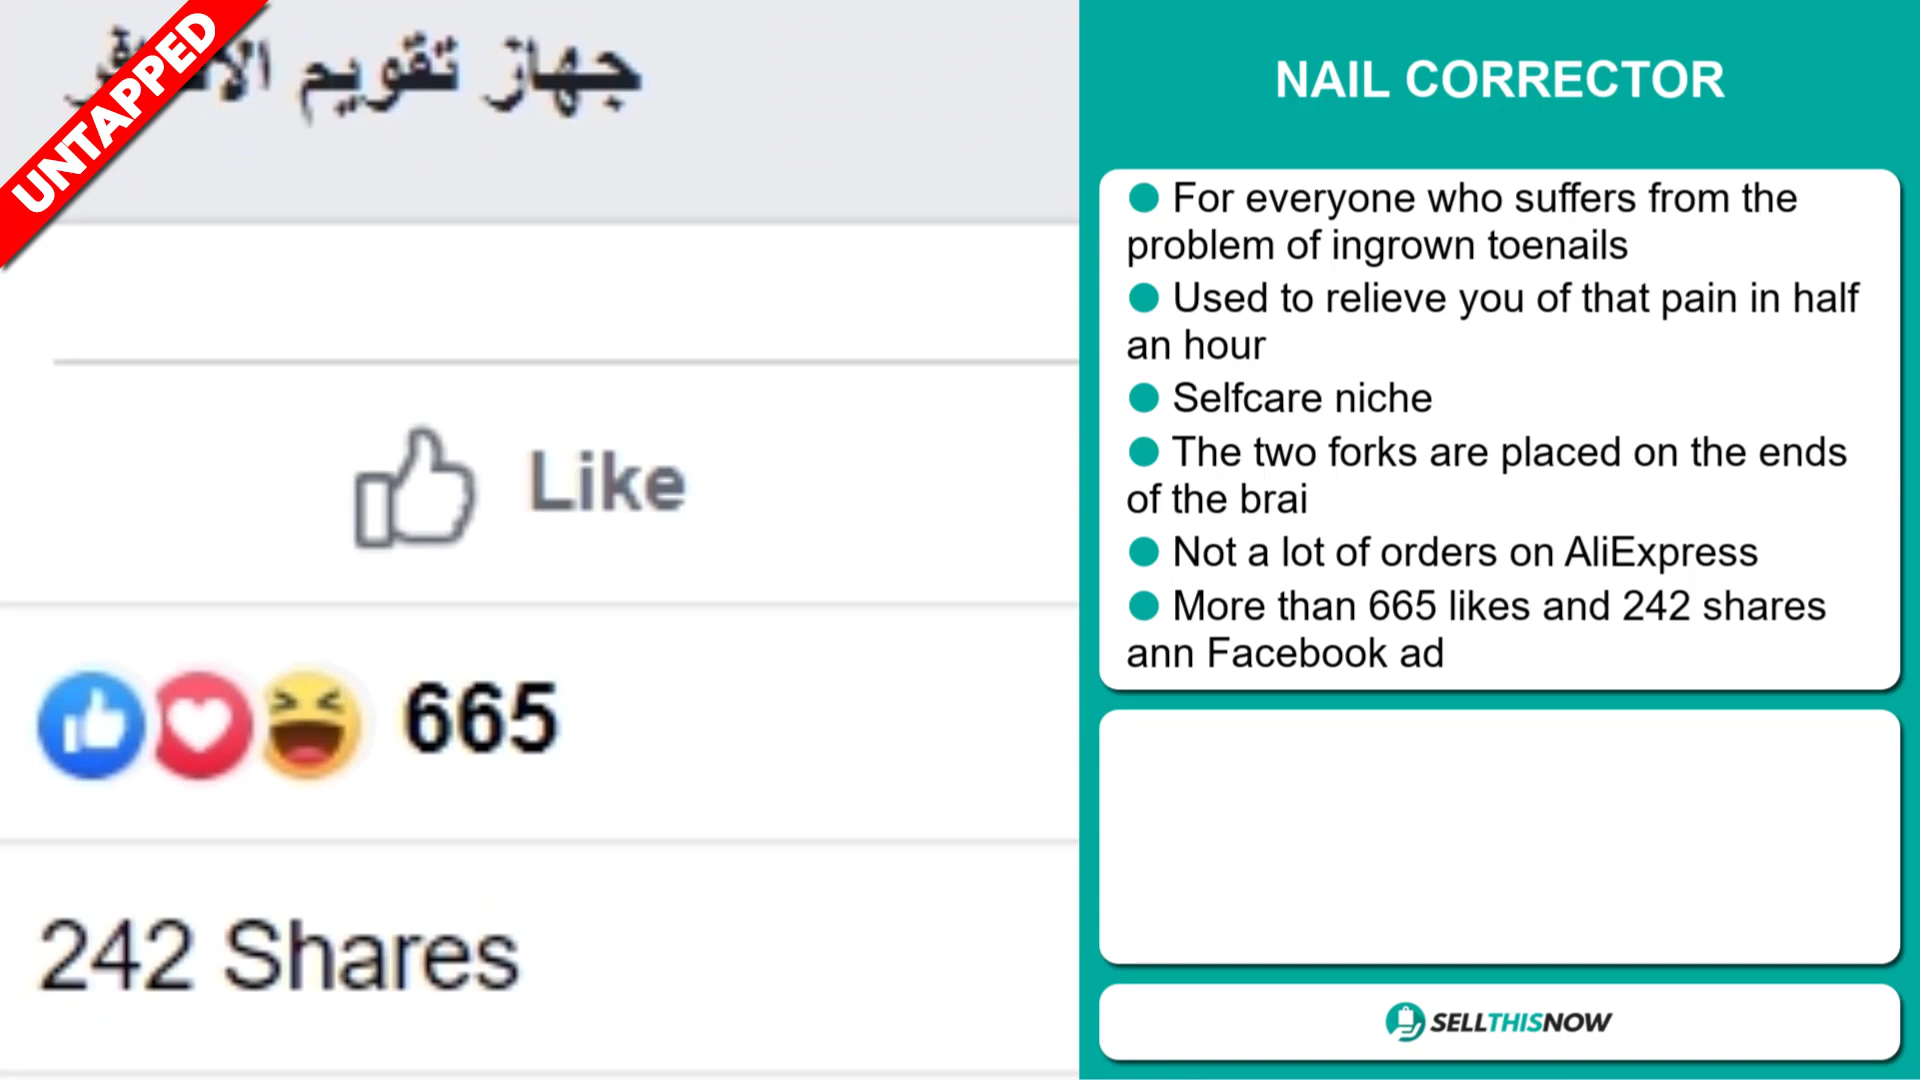 UNTAPPED
جهاز تقويم
Like
665
242 Shares
NAIL CORRECTOR
● For everyone who suffers from the
problem of ingrown toenails
● Used to relieve you of that pain in half
an hour
● Selfcare niche
● The two forks are placed on the ends
of the brai
● Not a lot of orders on AliExpress
● More than 665 likes and 242 shares
ann Facebook ad
SELLTHISNOW